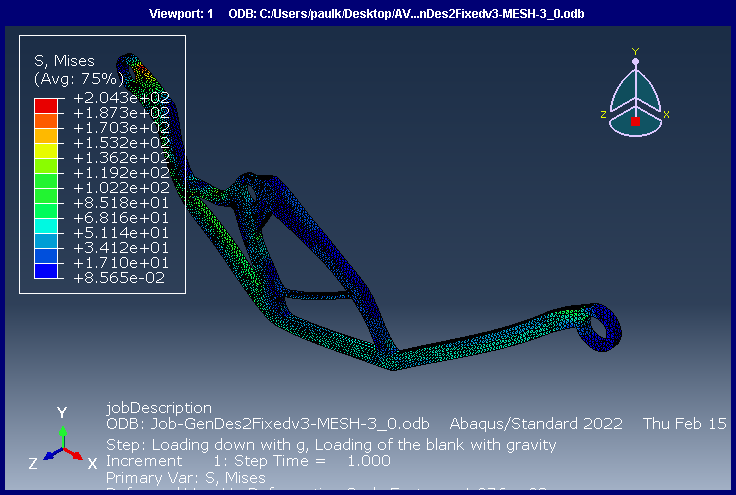 Viewport: 1 ODB: C:/Users/paulk/Desktop/AV...nDes2Fixedv3-MESH-3_0.odb
S, Mises
(Avg: 75%)
+2.043e+02
+1.873e+02
+1.703e+02
+1.532e+02
+1.362e+02
+1.192e+02
+1.022e+02
+8.518e+01
+6.816e+01
+5.114e+01
+3.412e+01
+1.710e+01
+8.565e-02
Y
Z X
jobDescription
ODB: Job-GenDes2Fixedv3-MESH-3_0.odb Abaqus/Standard 2022 Thu Feb 15
Y
Step: Loading down with g, Loading of the blank with gravity
Z X
Increment 1: Step Time = 1.000
Primary Var: S, Mises